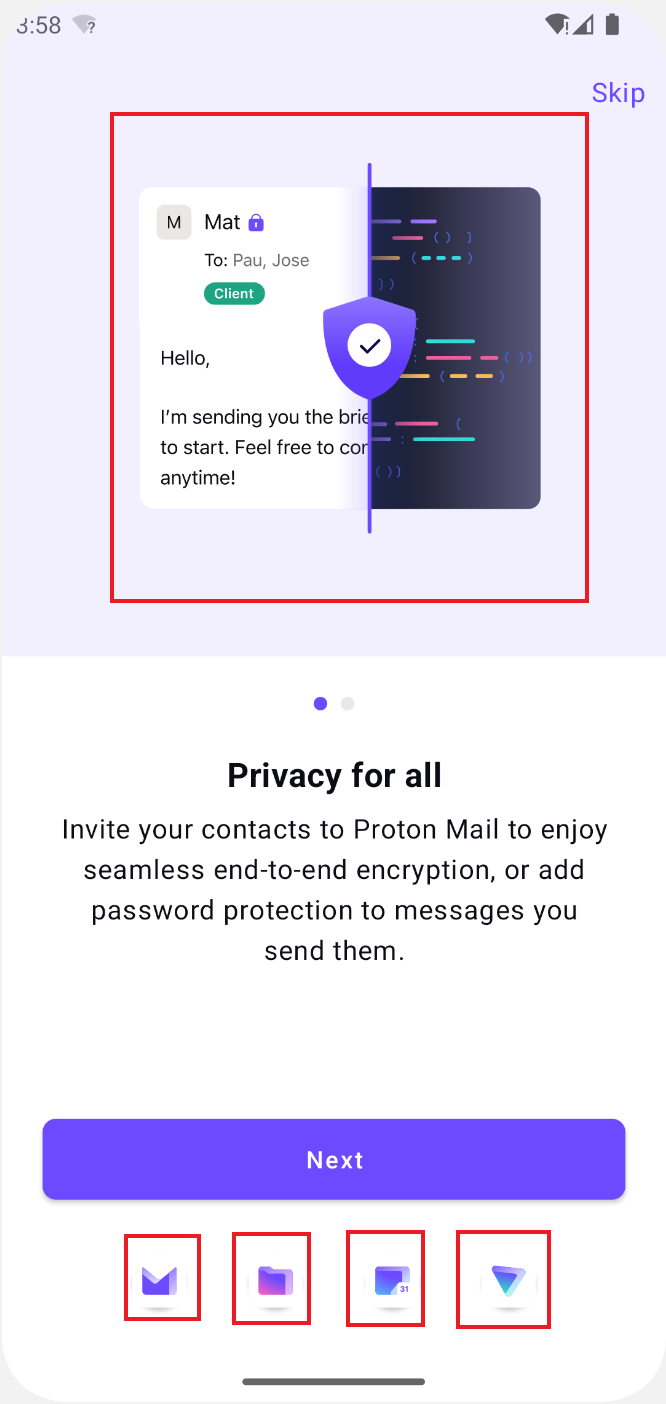 3:58
Skip
M
Mat
To: Pau, Jose
Client
Hello,
I'm sending you the brie
to start. Feel free to cor
anytime!
Privacy for all
Invite your contacts to Proton Mail to enjoy
seamless end-to-end encryption, or add
password protection to messages you
send them.
Next
31